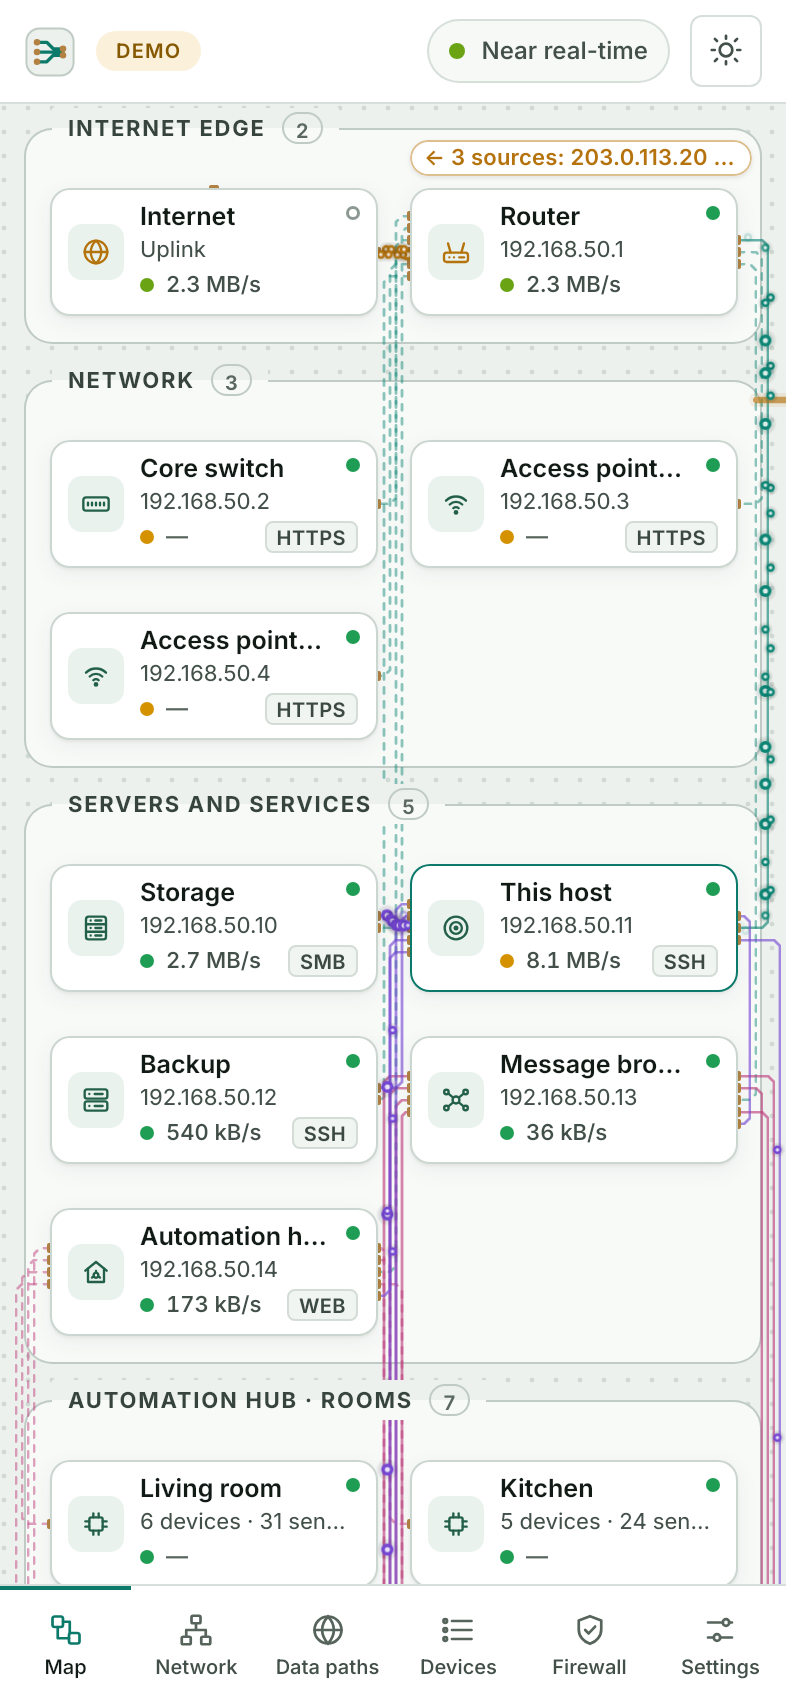 DEMO
Near real-time
INTERNET EDGE 2
← 3 sources: 203.0.113.20 ...
Internet
Uplink
2.3 MB/s
Router
192.168.50.1
2.3 MB/s
NETWORK 3
Core switch
192.168.50.2
— HTTPS
Access point...
192.168.50.3
— HTTPS
Access point...
192.168.50.4
— HTTPS
SERVERS AND SERVICES 5
Storage
192.168.50.10
2.7 MB/s SMB
This host
192.168.50.11
8.1 MB/s SSH
Backup
192.168.50.12
540 kB/s SSH
Message bro...
192.168.50.13
36 kB/s
Automation h...
192.168.50.14
173 kB/s WEB
AUTOMATION HUB · ROOMS 7
Living room
6 devices · 31 sen...
—
Kitchen
5 devices · 24 sen...
—
Map
Network
Data paths
Devices
Firewall
Settings